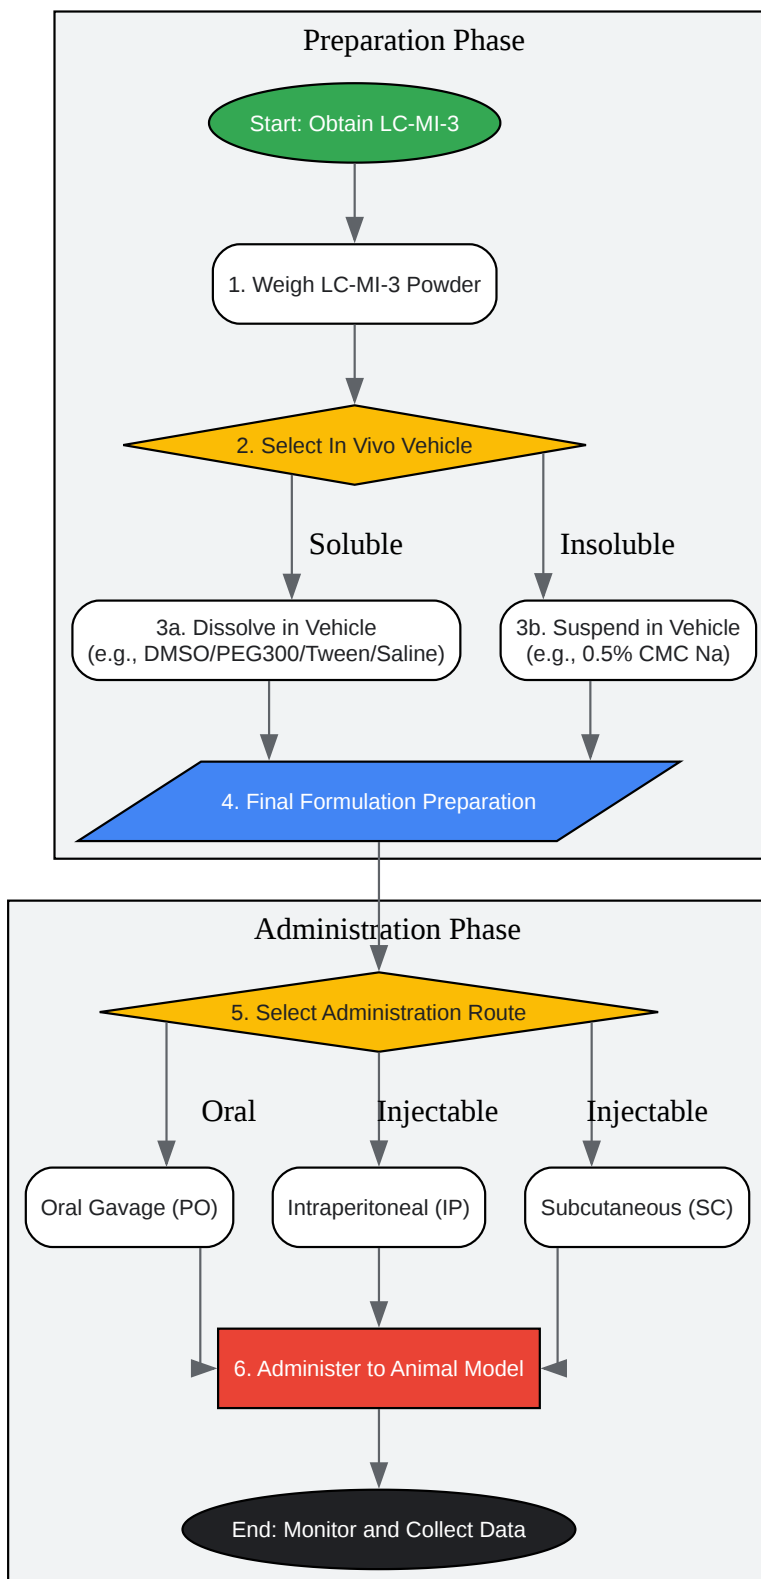 Preparation Phase
Start: Obtain LC-MI-3
1. Weigh LC-MI-3 Powder
2. Select In Vivo Vehicle
Soluble
Insoluble
3a. Dissolve in Vehicle
(e.g., DMSO/PEG300/Tween/Saline)
3b. Suspend in Vehicle
(e.g., 0.5% CMC Na)
4. Final Formulation Preparation
Administration Phase
5. Select Administration Route
Oral
Injectable
Injectable
Oral Gavage (PO)
Intraperitoneal (IP)
Subcutaneous (SC)
6. Administer to Animal Model
End: Monitor and Collect Data